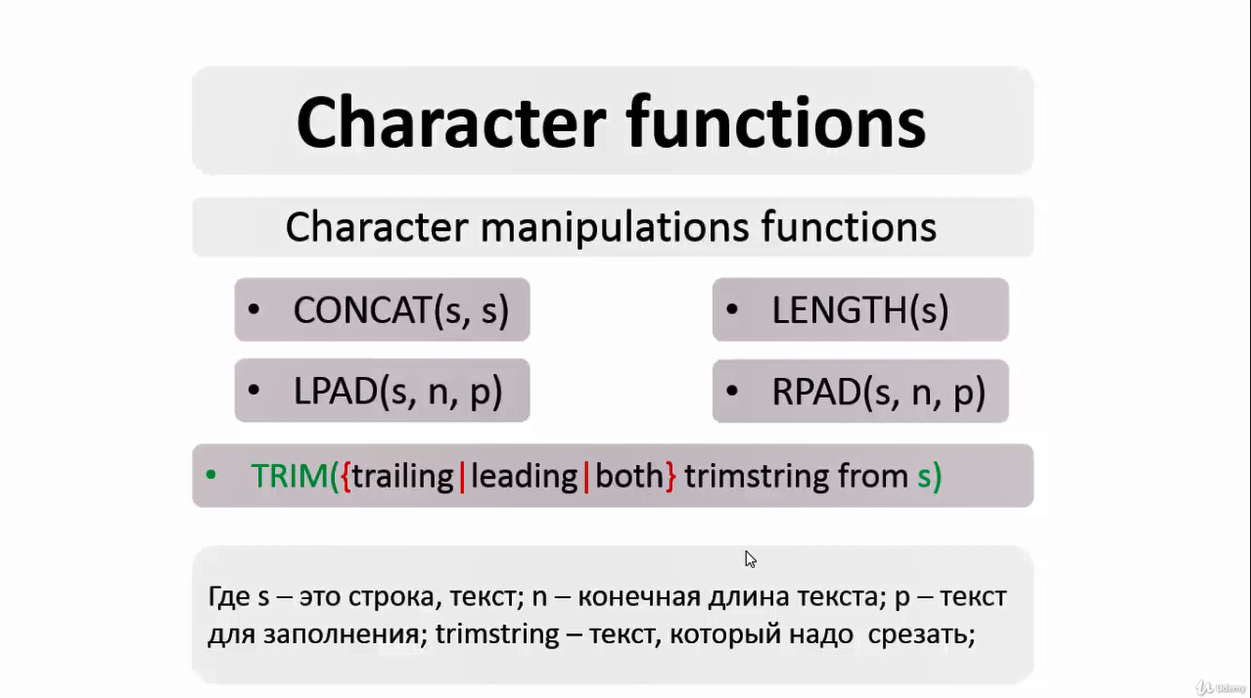 Character functions
Character manipulations functions
• CONCAT(s, s)
• LENGTH(s)
• LPAD(s, n, p)
• RPAD(s, n, p)
• TRIM({trailing|leading|both} trimstring from s)
Где s – это строка, текст; n – конечная длина текста; p – текст
для заполнения; trimstring – текст, который надо срезать;
Udemy